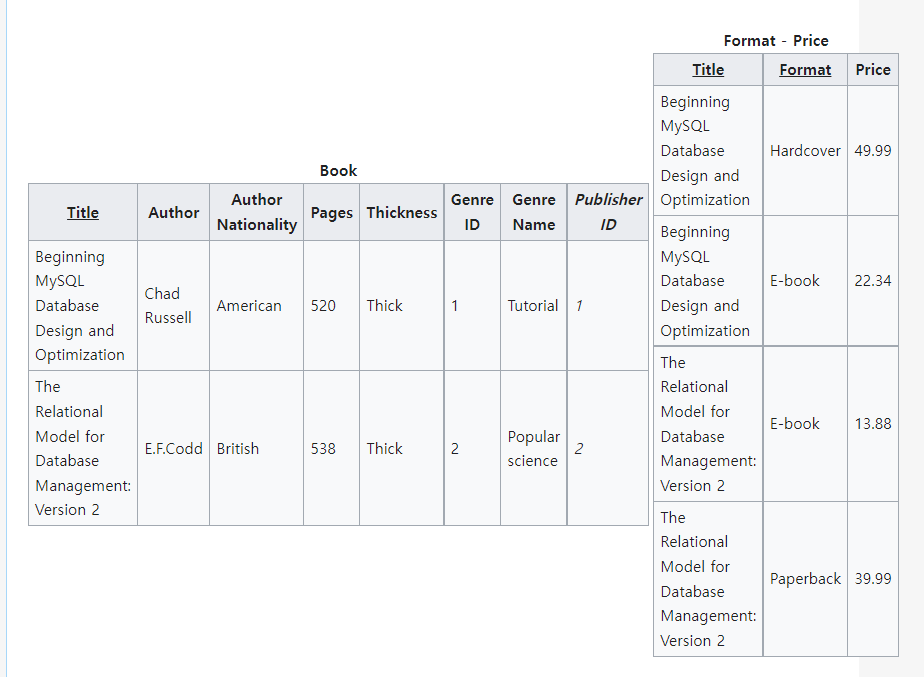 Book
Title
Author
Author
Nationality
Pages
Thickness
Genre
ID
Genre
Name
Publisher
ID
Beginning
MySQL
Database
Design and
Optimization
Chad
Russell
American
520
Thick
1
Tutorial
1
The
Relational
Model for
Database
Management:
Version 2
E.F.Codd
British
538
Thick
2
Popular
science
2
Format - Price
Title
Format
Price
Beginning
MySQL
Database
Design and
Optimization
Hardcover
49.99
Beginning
MySQL
Database
Design and
Optimization
E-book
22.34
The
Relational
Model for
Database
Management:
Version 2
E-book
13.88
The
Relational
Model for
Database
Management:
Version 2
Paperback
39.99